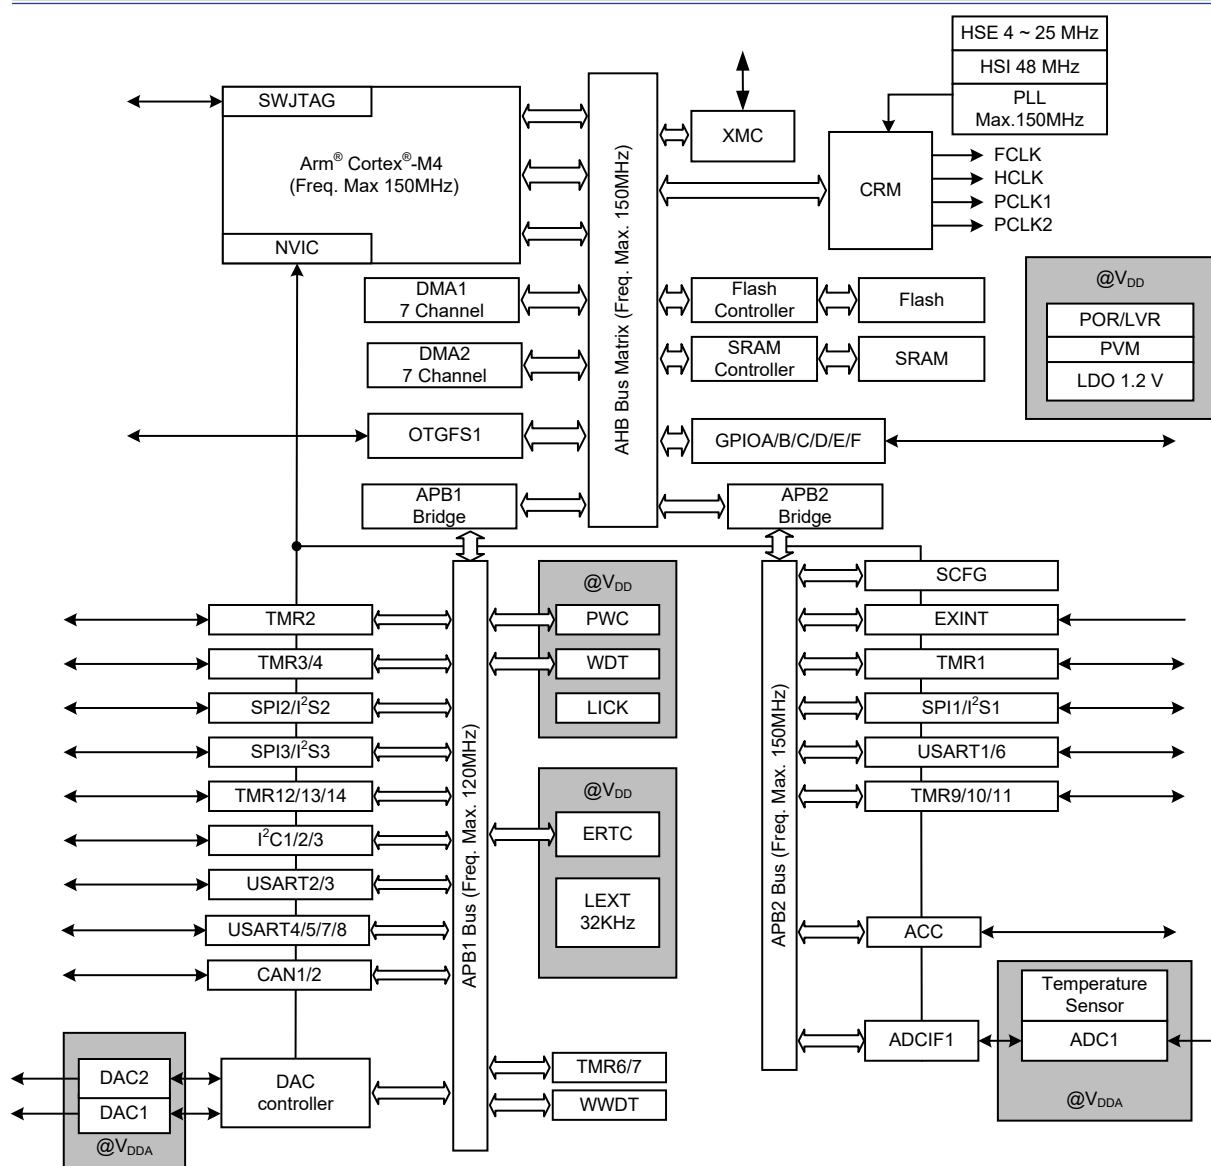 HSE 4 ~ 25 MHz
HSI 48 MHz
PLL
Max.150MHz
SWJTAG
Arm® Cortex®-M4
(Freq. Max 150MHz)
NVIC
XMC
CRM
FCLK
HCLK
PCLK1
PCLK2
AHB Bus Matrix (Freq. Max. 150MHz)
DMA1
7 Channel
Flash
Controller
Flash
DMA2
7 Channel
SRAM
Controller
SRAM
@VDD
POR/LVR
PVM
LDO 1.2 V
OTGFS1
GPIOA/B/C/D/E/F
APB1
Bridge
APB2
Bridge
TMR2
TMR3/4
SPI2/I²S2
SPI3/I²S3
TMR12/13/14
I²C1/2/3
USART2/3
USART4/5/7/8
CAN1/2
APB1 Bus (Freq. Max. 120MHz)
@VDD
PWC
WDT
LICK
@VDD
ERTC
LEXT
32KHz
APB2 Bus (Freq. Max. 150MHz)
SCFG
EXINT
TMR1
SPI1/I²S1
USART1/6
TMR9/10/11
ACC
ADCIF1
Temperature
Sensor
ADC1
@VDDA
DAC2
DAC1
@VDDA
DAC
controller
TMR6/7
WWDT